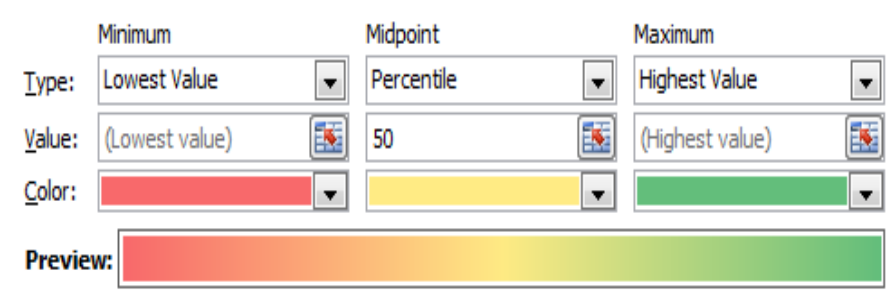 Minimum Midpoint Maximum
Type: Lowest Value Percentile Highest Value
Value: (Lowest value) 50 (Highest value)
Color:
Preview: